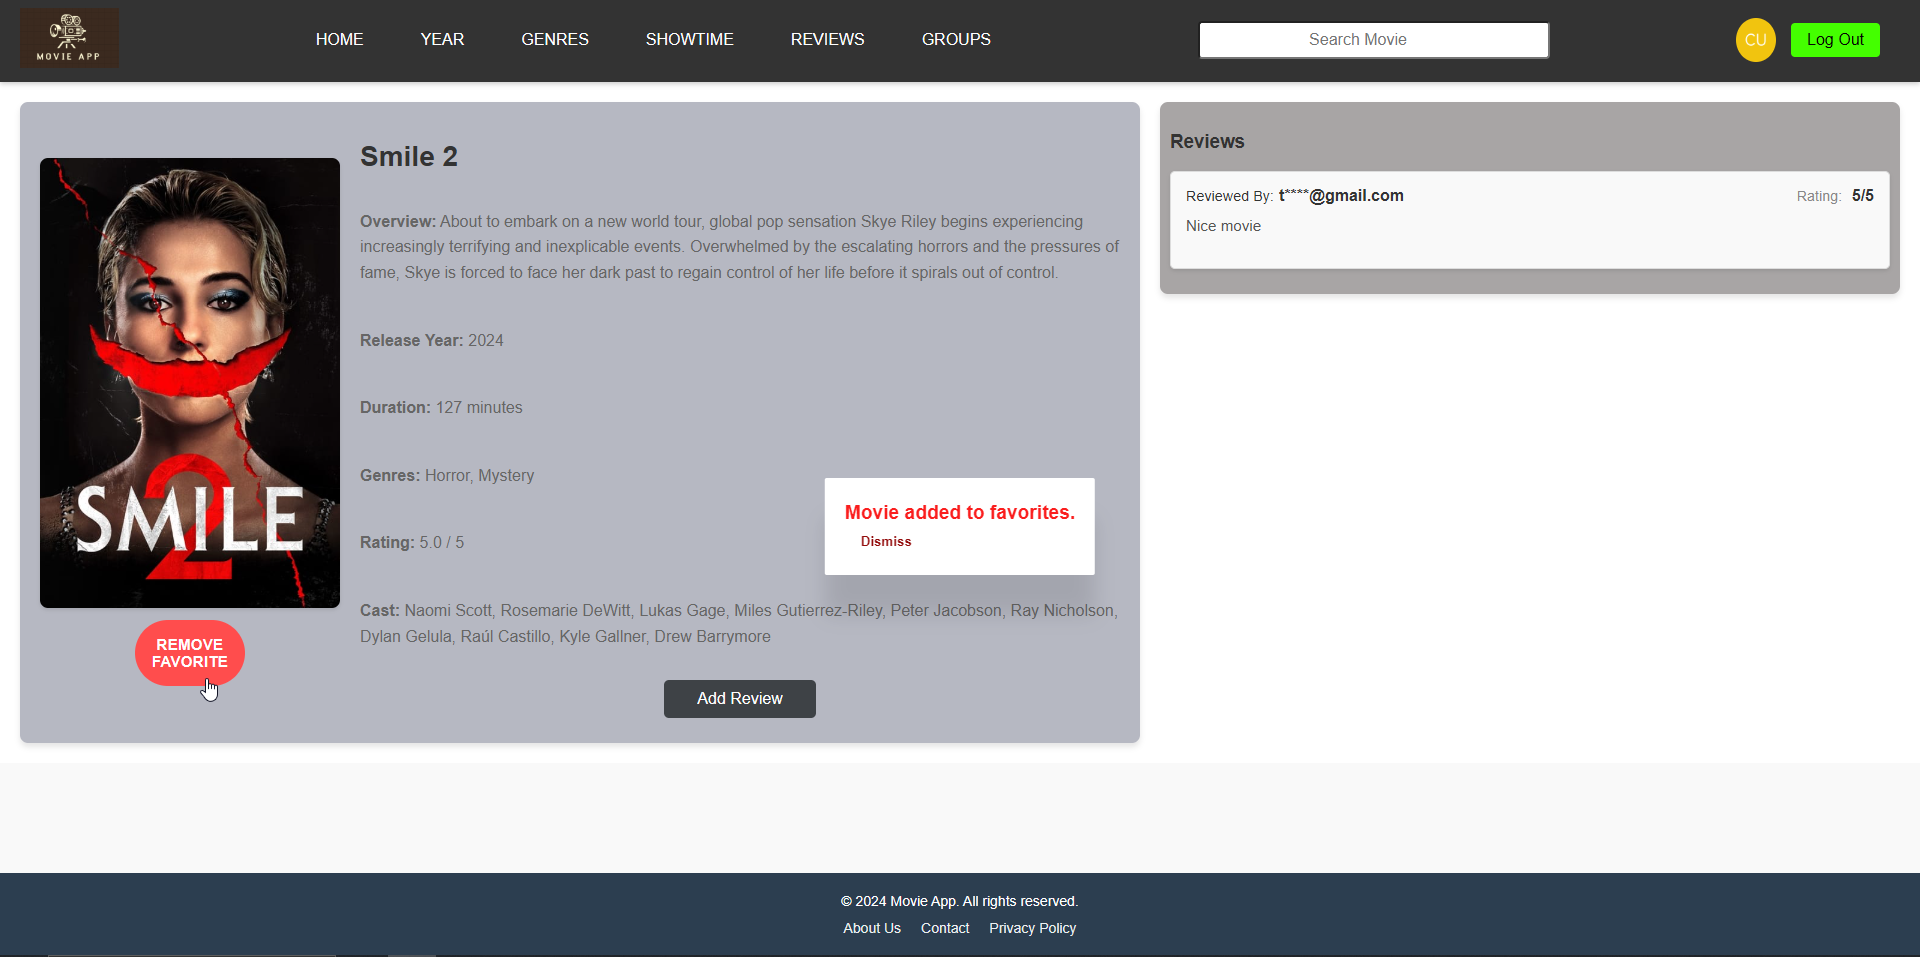 MOVIE APP
HOME
YEAR
GENRES
SHOWTIME
REVIEWS
GROUPS
Search Movie
CU
Log Out
SMILE
2
REMOVE
FAVORITE
Smile 2
Overview: About to embark on a new world tour, global pop sensation Skye Riley begins experiencing
increasingly terrifying and inexplicable events. Overwhelmed by the escalating horrors and the pressures of
fame, Skye is forced to face her dark past to regain control of her life before it spirals out of control.
Release Year: 2024
Duration: 127 minutes
Genres: Horror, Mystery
Rating: 5.0 / 5
Movie added to favorites.
Dismiss
Cast: Naomi Scott, Rosemarie DeWitt, Lukas Gage, Miles Gutierrez-Riley, Peter Jacobson, Ray Nicholson,
Dylan Gelula, Raúl Castillo, Kyle Gallner, Drew Barrymore
Add Review
Reviews
Reviewed By: t****@gmail.com
Rating: 5/5
Nice movie
© 2024 Movie App. All rights reserved.
About Us
Contact
Privacy Policy